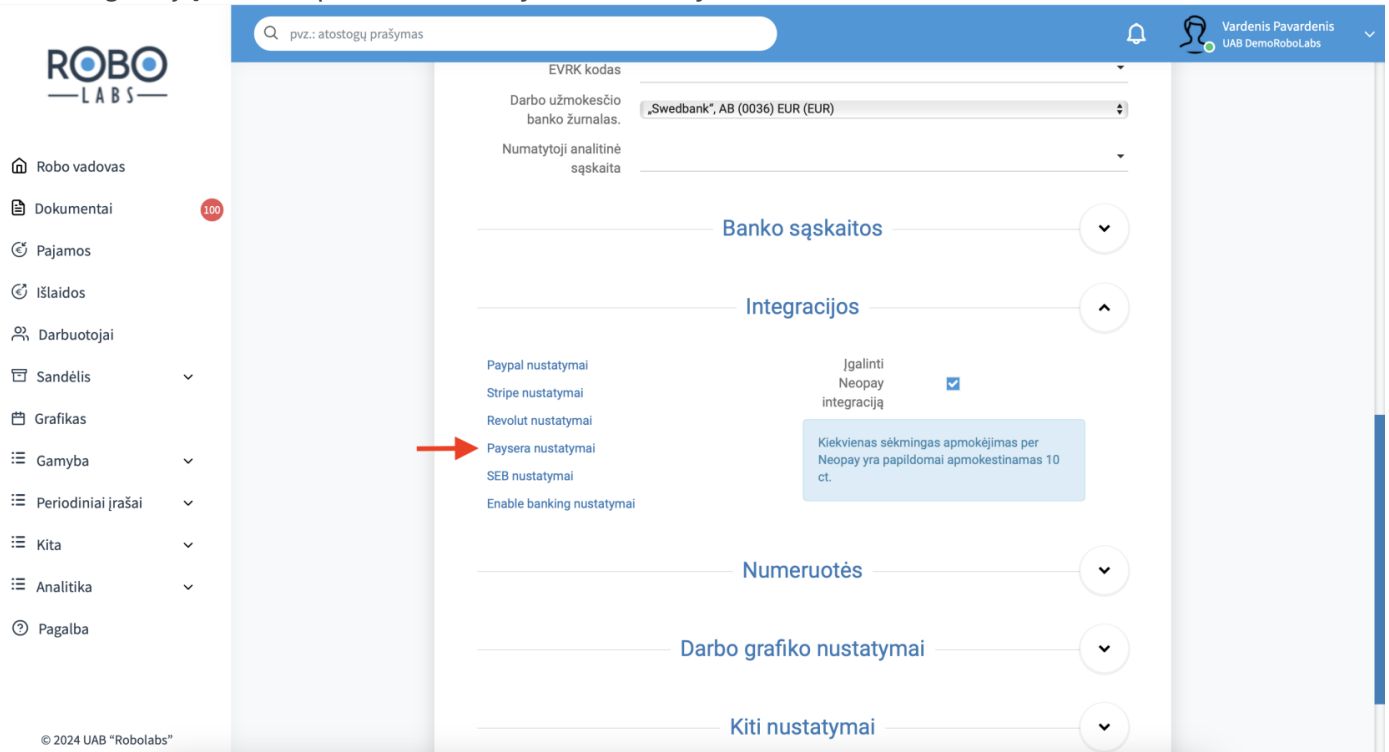 pvz.: atostogų prašymas
Vardenis Pavardenis
UAB DemoRoboLabs
ROBO
LABS
Robo vadovas
Dokumentai
100
Pajamos
Išlaidos
Darbuotojai
Sandėlis
Grafikas
Gamyba
Periodiniai įrašai
Kita
Analitika
Pagalba
© 2024 UAB “Robolabs”
EVRK kodas
Darbo užmokesčio
banko žurnalas.
„Swedbank“, AB (0036) EUR (EUR)
Numatytoji analitinė
sąskaita
Banko sąskaitos
Integracijos
Paypal nustatymai
Stripe nustatymai
Revolut nustatymai
Paysera nustatymai
SEB nustatymai
Enable banking nustatymai
Įgalinti
Neopay
integraciją
Kiekvienas sėkmingas apmokėjimas per
Neopay yra papildomai apmokestinamas 10
ct.
Numeruotės
Darbo grafiko nustatymai
Kiti nustatymai